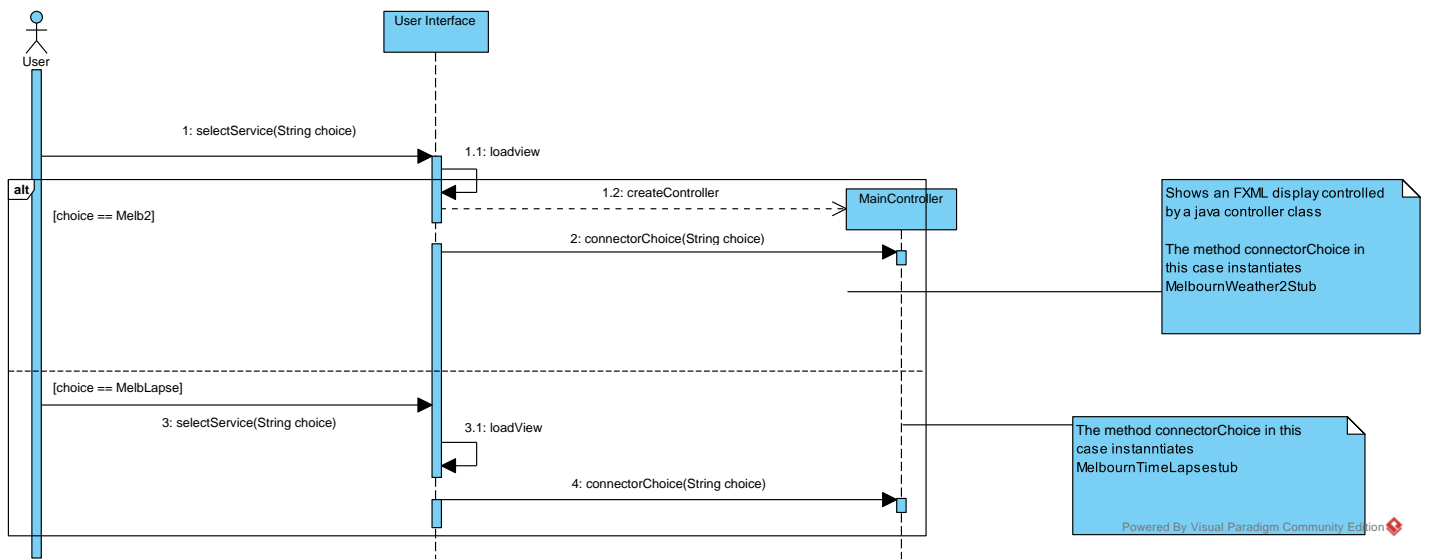 User Interface
User
1: selectService(String choice)
1.1: loadview
alt
1.2: createController
MainController
[choice == Melb2]
2: connectorChoice(String choice)
Shows an FXML display controlled
by a java controller class
The method connectorChoice in
this case instantiates
MelbournWeather2Stub
[choice == MelbLapse]
3: selectService(String choice)
3.1: loadView
The method connectorChoice in this
case instanntiates
MelbournTimeLapsestub
4: connectorChoice(String choice)
Powered By Visual Paradigm Community Edition